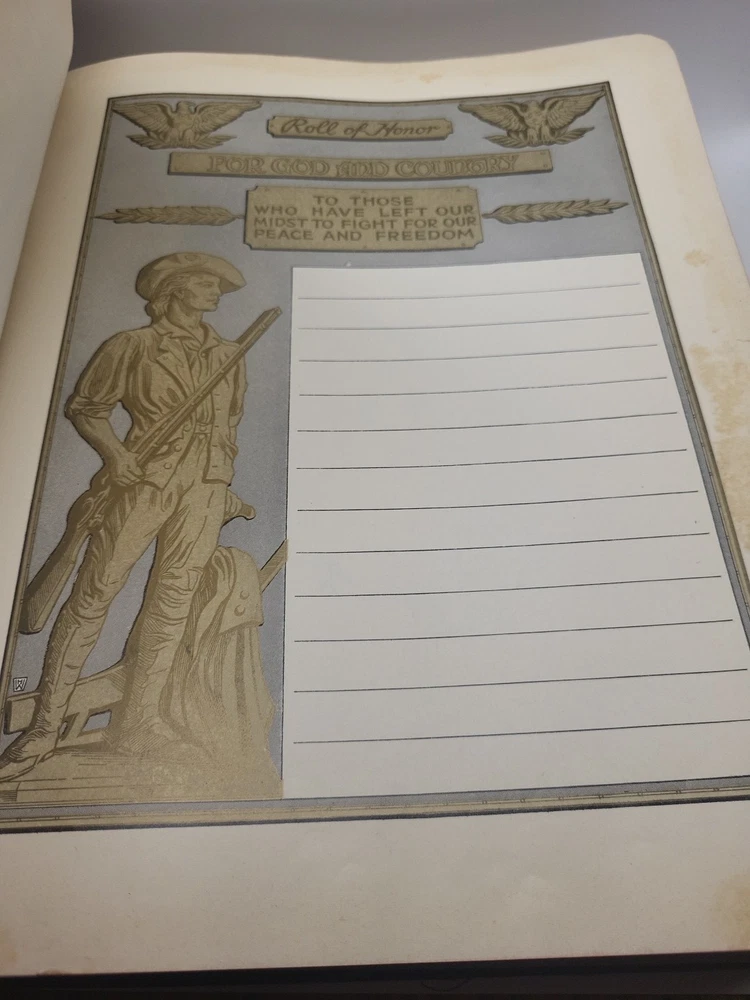 Roll of Honor
FOR GOD AND COUNTRY
TO THOSE
WHO HAVE LEFT OUR
MIDST TO FIGHT FOR OUR
PEACE AND FREEDOM